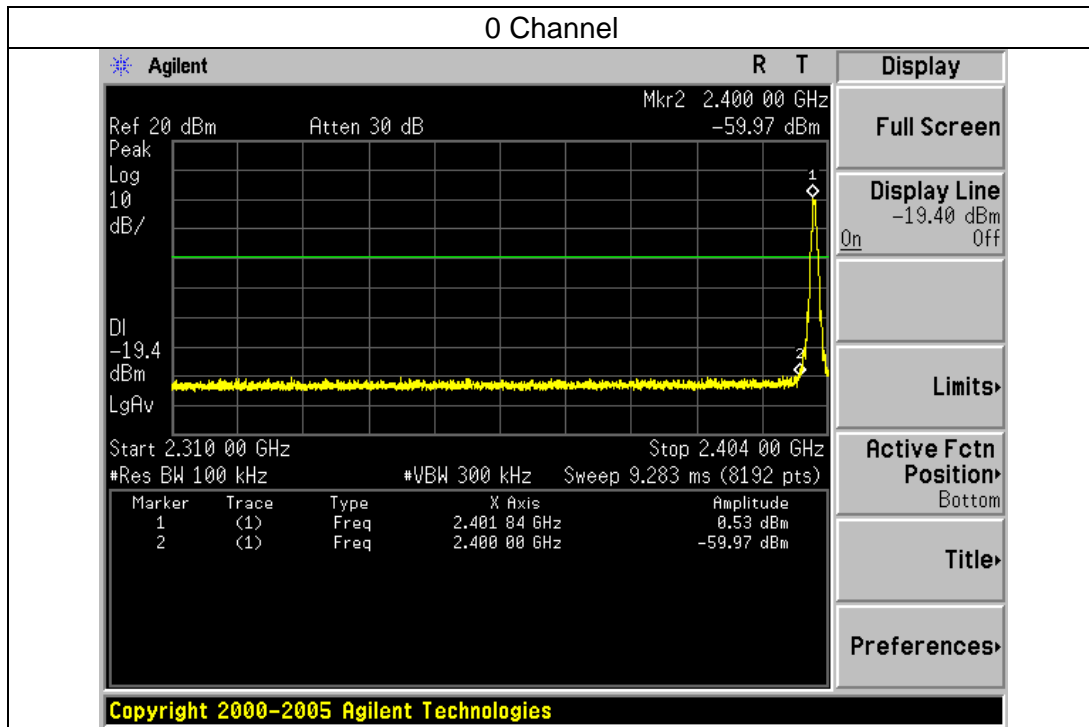 0 Channel
Agilent R T Display
Mkr2 2.400 00 GHz
Ref 20 dBm Atten 30 dB -59.97 dBm
Peak
Log
10
dB/
1
2
DI
-19.4
dBm
LgAv
Start 2.310 00 GHz Stop 2.404 00 GHz
#Res BW 100 kHz #VBW 300 kHz Sweep 9.283 ms (8192 pts)
Marker Trace Type X Axis Amplitude
1 (1) Freq 2.401 84 GHz 0.53 dBm
2 (1) Freq 2.400 00 GHz -59.97 dBm
Full Screen
Display Line
-19.40 dBm
On Off
Limits
Active Fctn
Position
Bottom
Title
Preferences
Copyright 2000-2005 Agilent Technologies